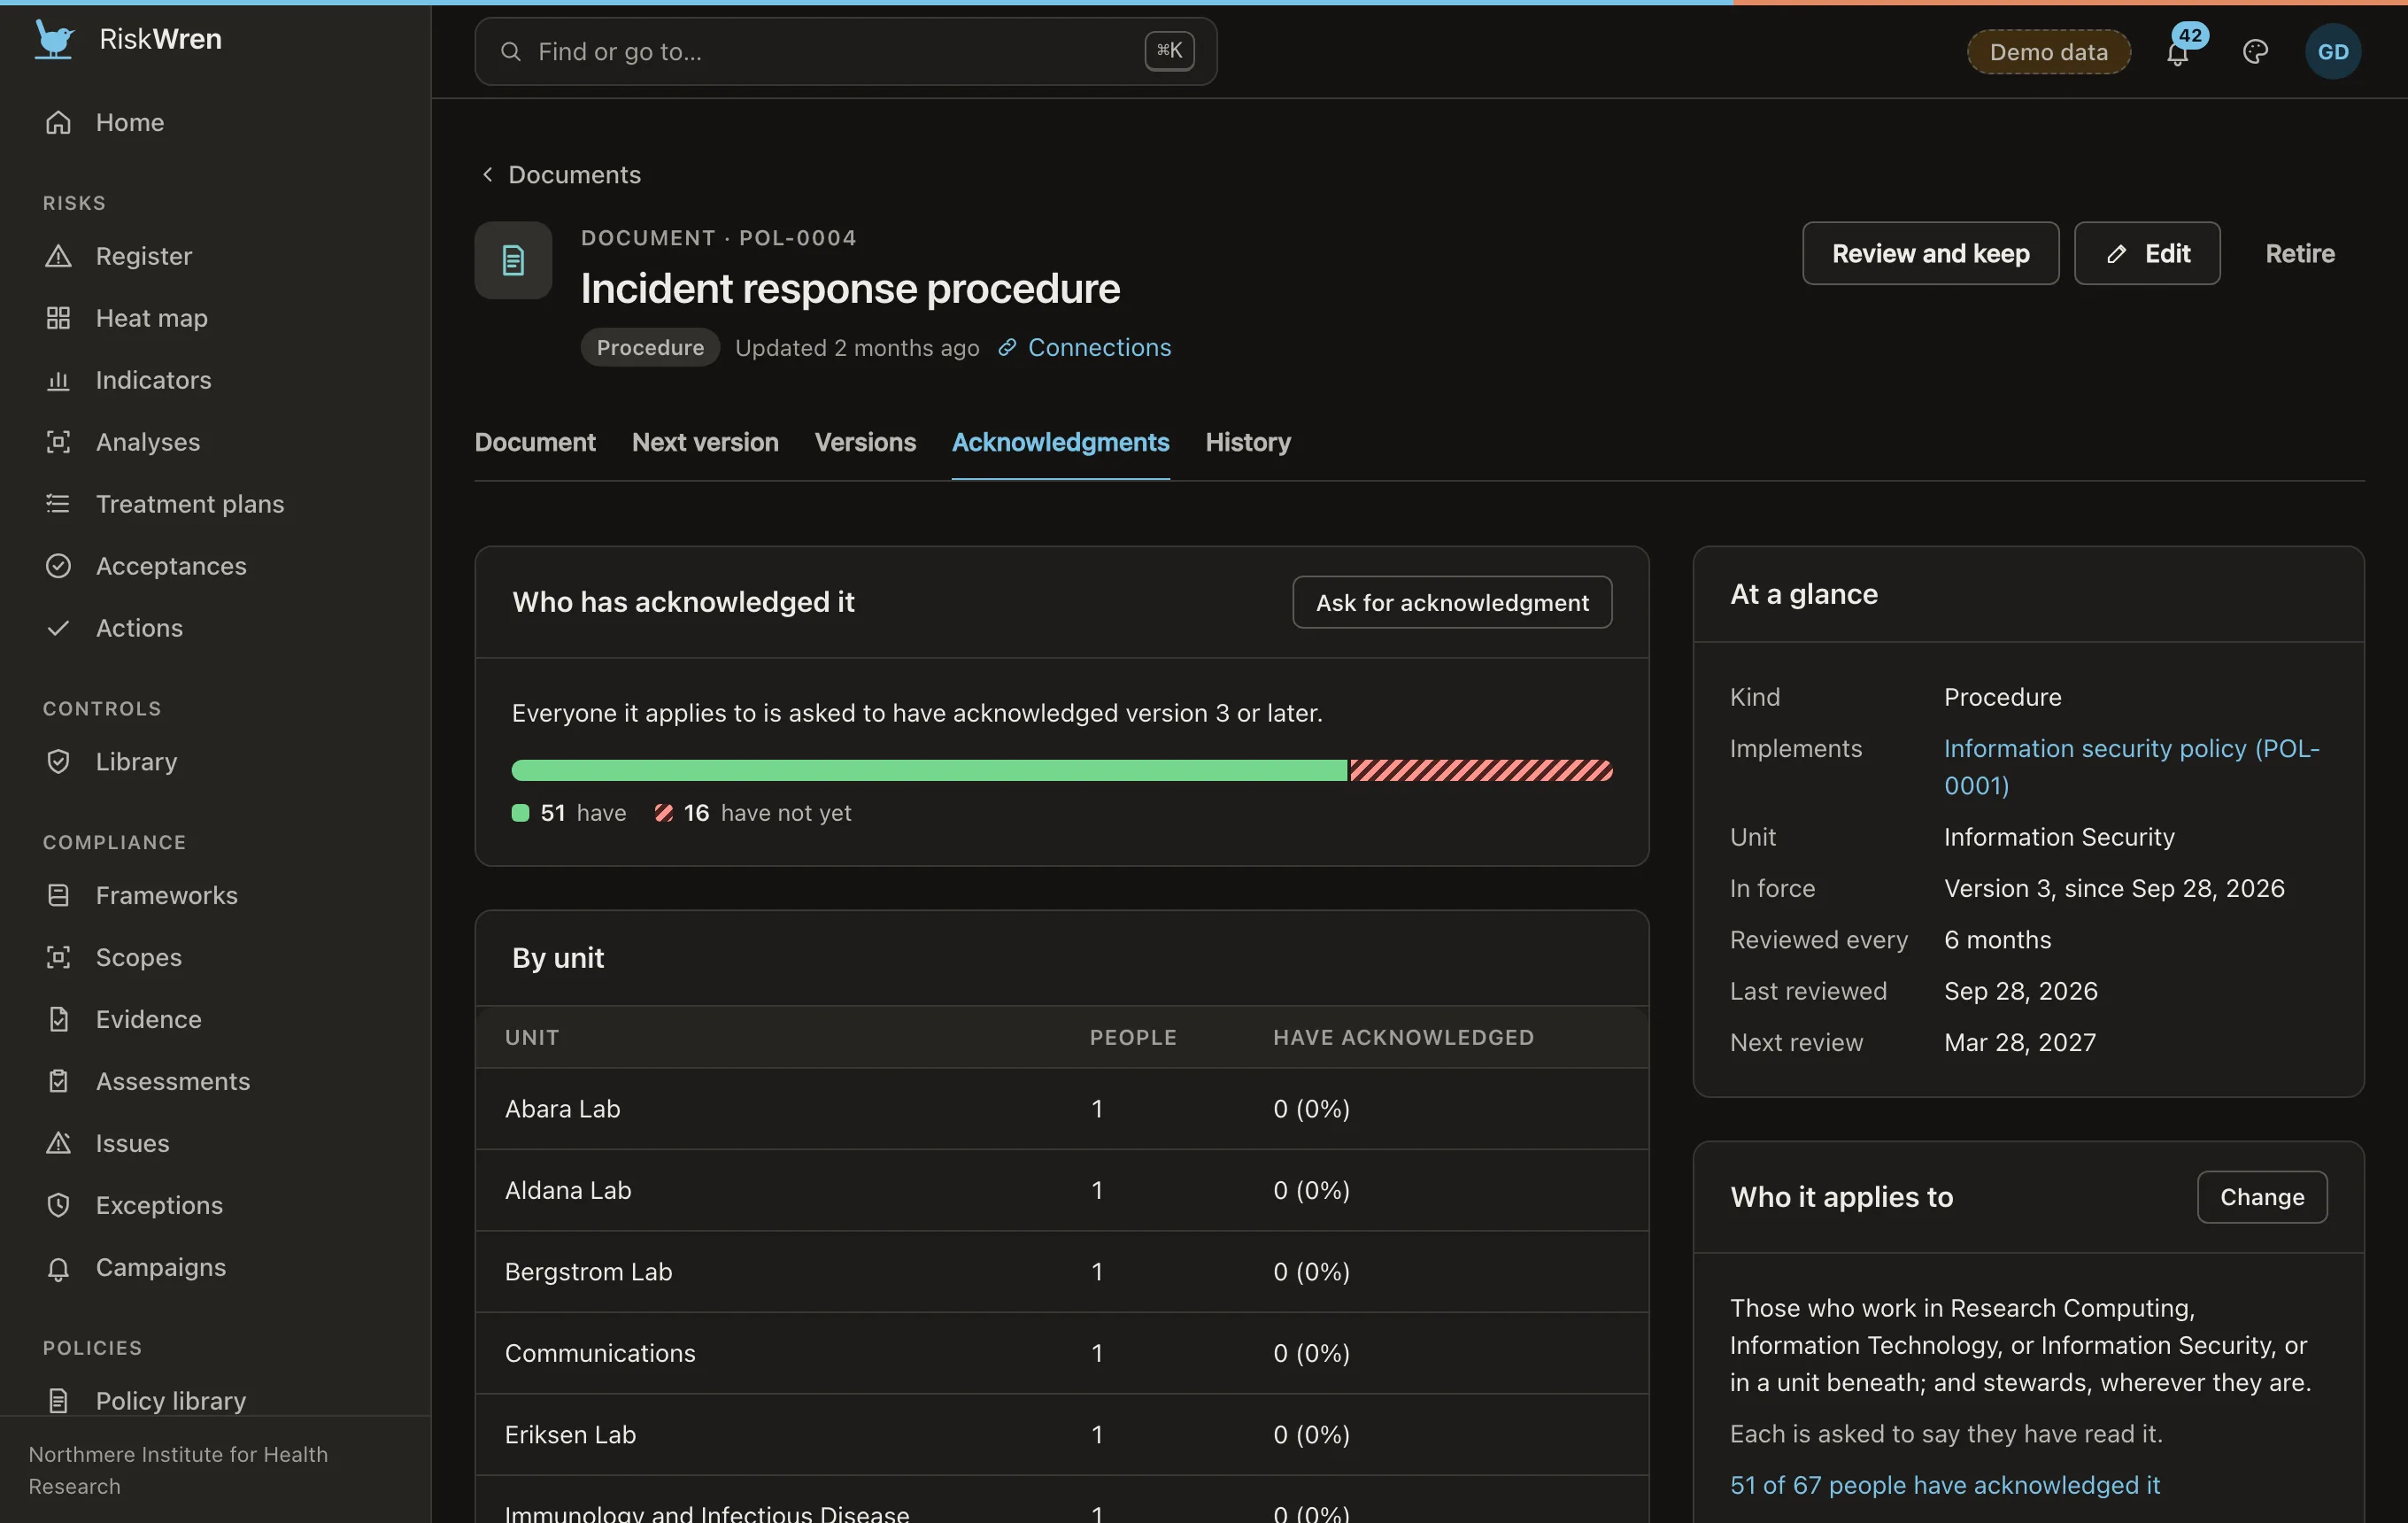 RiskWren
Find or go to...
⌘K
Demo data
42
GD
Home
RISKS
Register
Heat map
Indicators
Analyses
Treatment plans
Acceptances
Actions
CONTROLS
Library
COMPLIANCE
Frameworks
Scopes
Evidence
Assessments
Issues
Exceptions
Campaigns
POLICIES
Policy library
Northmere Institute for Health
Research
Documents
DOCUMENT · POL-0004
Incident response procedure
Procedure
Updated 2 months ago
Connections
Review and keep
Edit
Retire
Document
Next version
Versions
Acknowledgments
History
Who has acknowledged it
Ask for acknowledgment
Everyone it applies to is asked to have acknowledged version 3 or later.
51 have
16 have not yet
By unit
UNIT PEOPLE HAVE ACKNOWLEDGED
Abara Lab 1 0 (0%)
Aldana Lab 1 0 (0%)
Bergstrom Lab 1 0 (0%)
Communications 1 0 (0%)
Eriksen Lab 1 0 (0%)
Immunology and Infectious Disease 1 0 (0%)
At a glance
Kind Procedure
Implements Information security policy (POL-
0001)
Unit Information Security
In force Version 3, since Sep 28, 2026
Reviewed every 6 months
Last reviewed Sep 28, 2026
Next review Mar 28, 2027
Who it applies to
Change
Those who work in Research Computing,
Information Technology, or Information Security, or
in a unit beneath; and stewards, wherever they are.
Each is asked to say they have read it.
51 of 67 people have acknowledged it